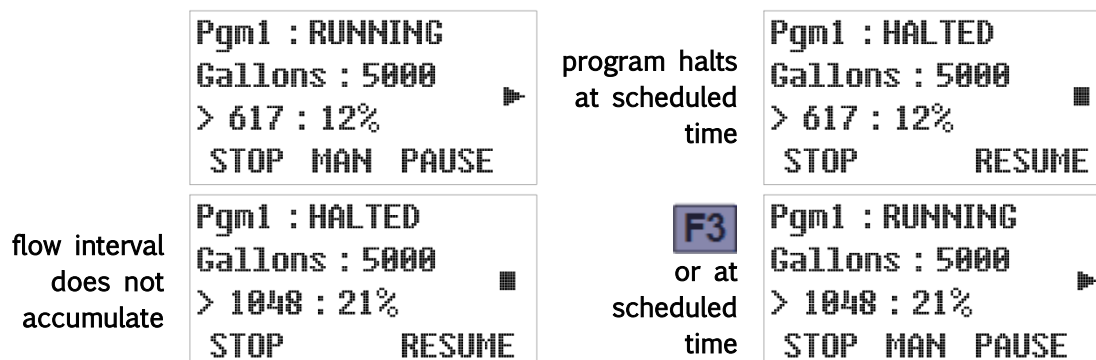 Pgm1 : RUNNING
Gallons : 5000
> 617 : 12%
STOP MAN PAUSE
program halts
at scheduled
time
Pgm1 : HALTED
Gallons : 5000
> 617 : 12%
STOP RESUME
flow interval
does not
accumulate
Pgm1 : HALTED
Gallons : 5000
> 1048 : 21%
STOP RESUME
F3
or at
scheduled
time
Pgm1 : RUNNING
Gallons : 5000
> 1048 : 21%
STOP MAN PAUSE